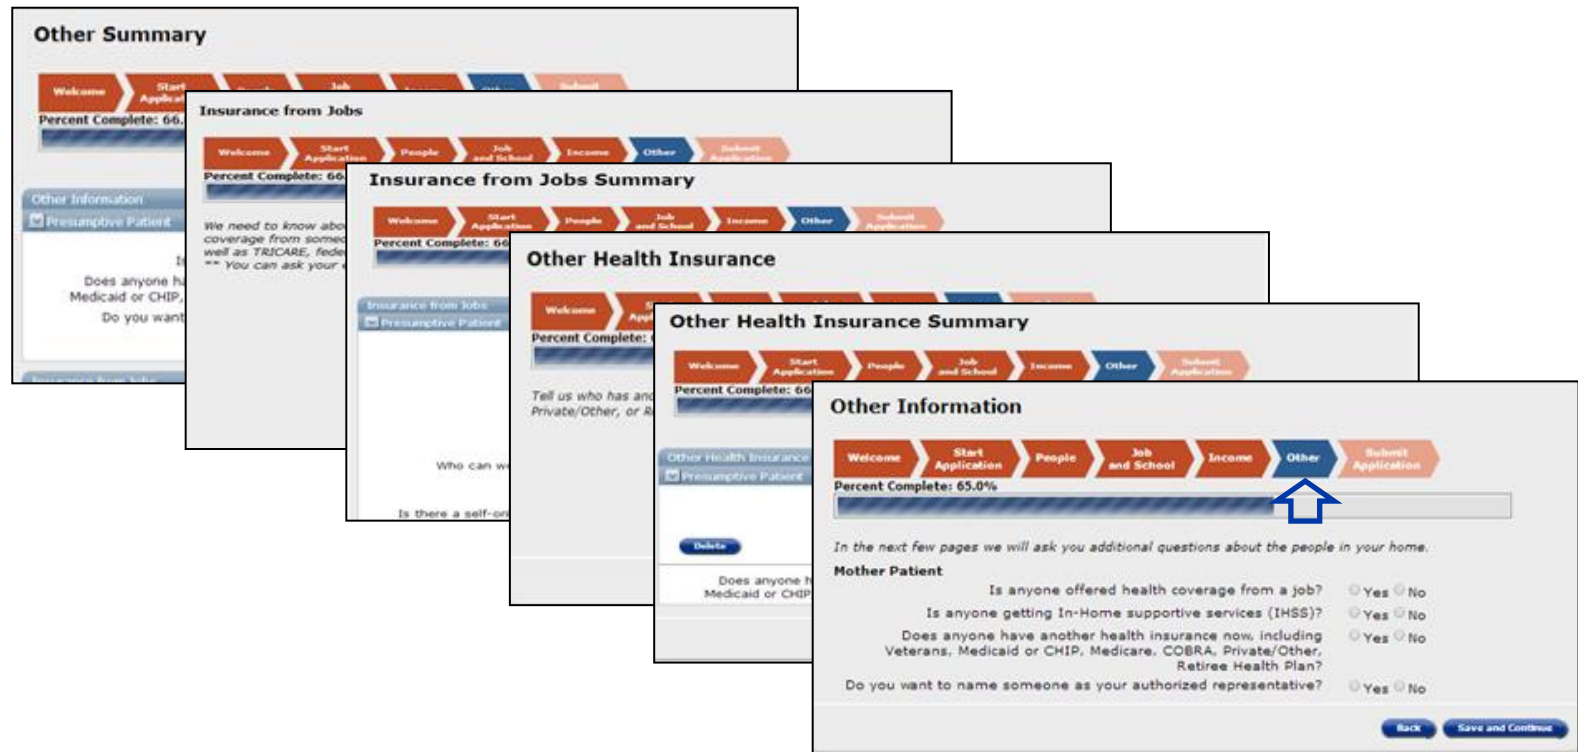 Other Summary
Welcome
Start
Job
Percent Complete: 66.
Other Information
Presumptive Patient
Does anyone
Medicaid or CHIP,
Do you want
Insurance from Jobs
Welcome
Start
Application
People
Job
and School
Income
Other
Submit
Percent Complete: 66
We need to know
coverage from
well as TRICARE,
** You can ask your
Insurance from Jobs Summary
Welcome
Start
Application
People
Job
and School
Income
Other
Submit
Application
Percent Complete: 66
Insurance from Jobs
Presumptive Patient
Who can
Is there a
Other Health Insurance
Welcome
Percent Complete:
Tell us who has
Private/Other, or
Other Health Insurance Summary
Welcome
Start
Application
People
Job
and School
Income
Other
Submit
Application
Percent Complete: 66
Other Health Insurance
Presumptive Patient
Delete
Does anyone
Medicaid or CHIP
Other Information
Welcome
Start
Application
People
Job
and School
Income
Other
Submit
Application
Percent Complete: 65.0%
In the next few pages we will ask you additional questions about the people in your home.
Mother Patient
Is anyone offered health coverage from a job? Yes No
Is anyone getting In-Home supportive services (IHSS)? Yes No
Does anyone have another health insurance now, including Yes No
Veterans, Medicaid or CHIP, Medicare, COBRA, Private/Other,
Retiree Health Plan?
Do you want to name someone as your authorized representative? Yes No
Back Save and Continue